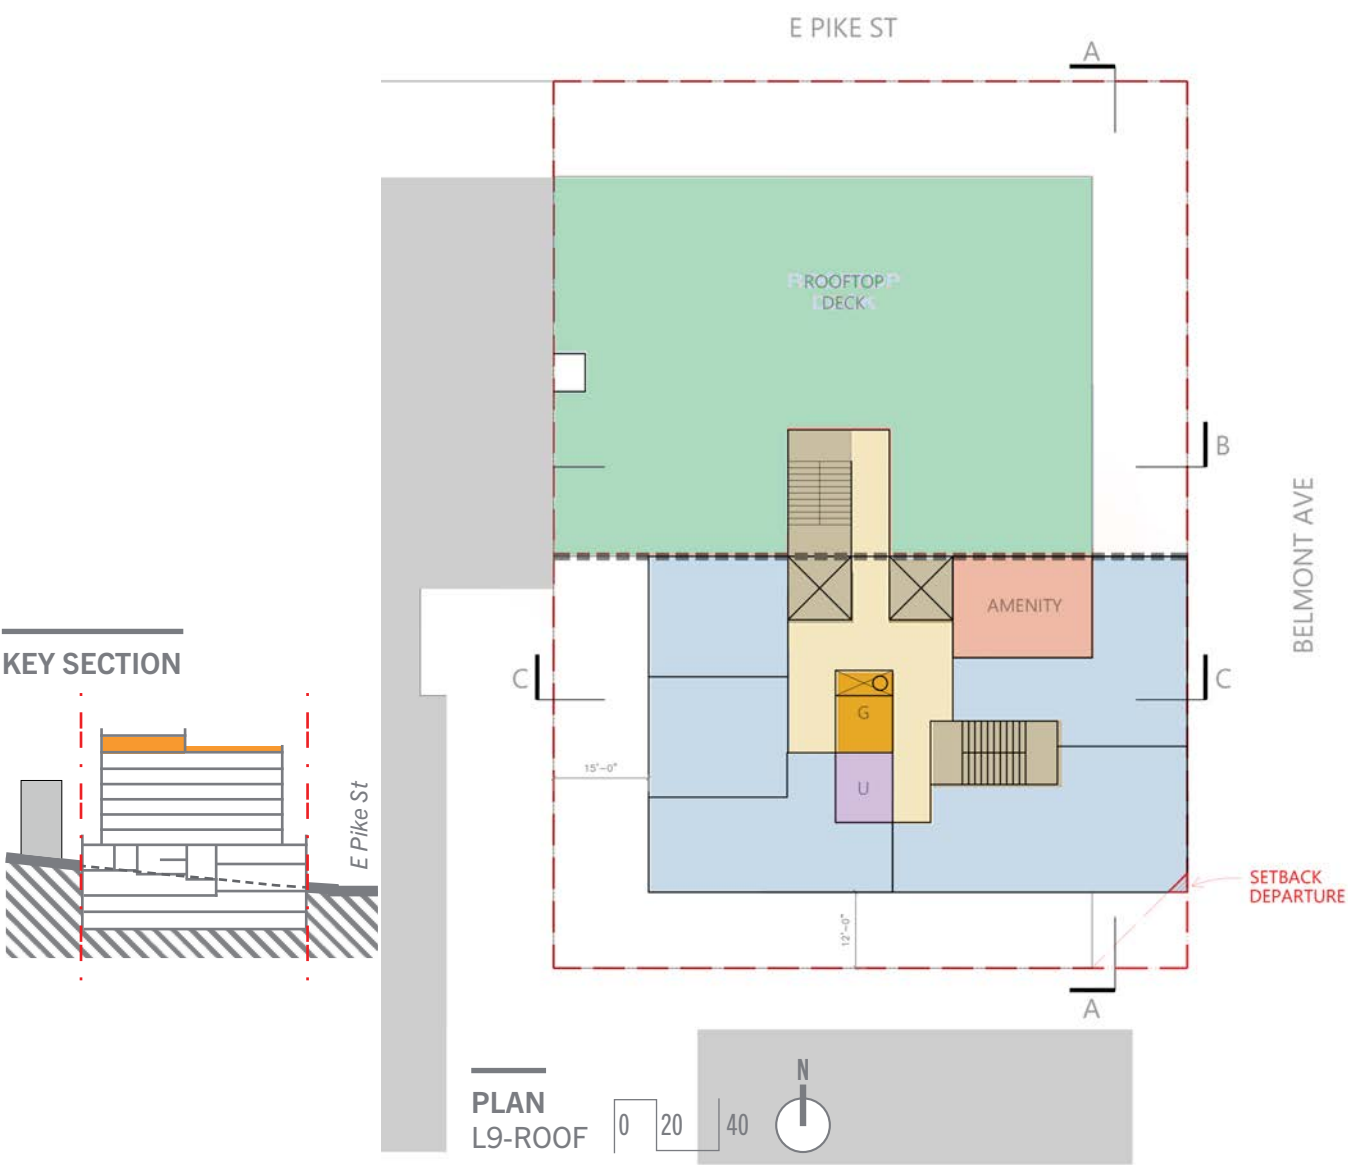 E PIKE ST
A
ROOFTOP
DECK
B
BELMONT AVE
AMENITY
KEY SECTION
C
C
G
15'-0"
U
E Pike St
SETBACK
DEPARTURE
12'-0"
A
N
PLAN
L9-ROOF
0 20 40